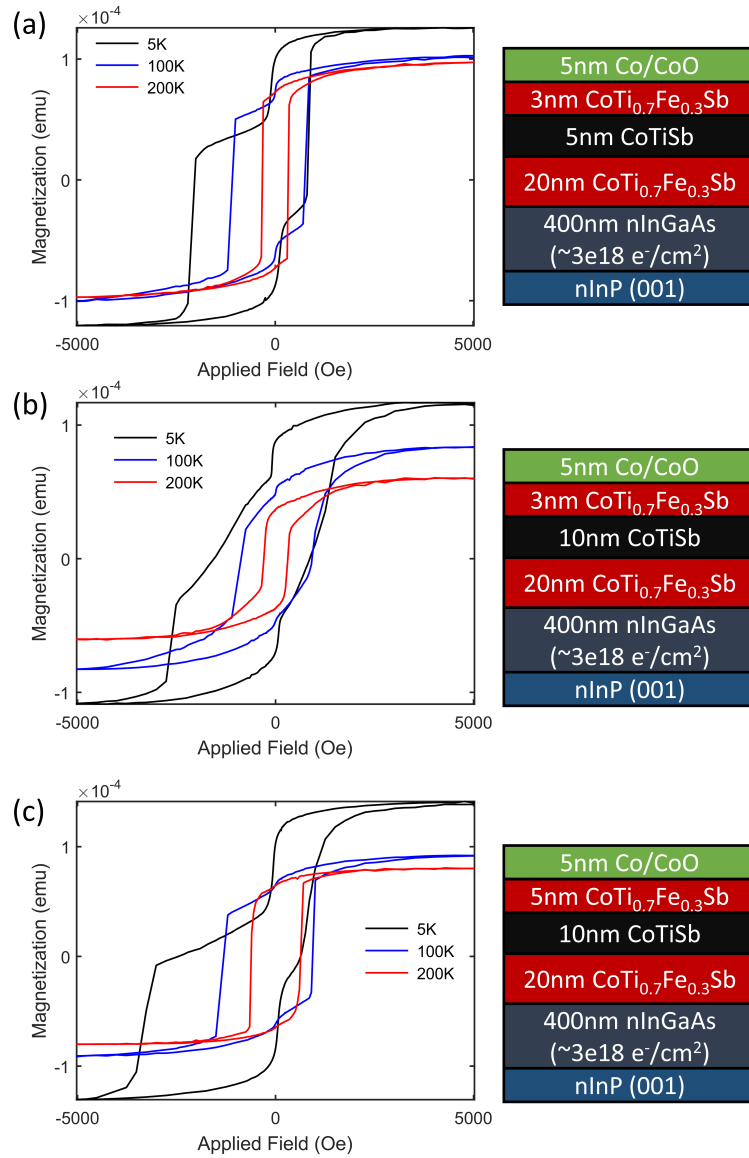 (a)
×10⁻⁴
1
0
-1
-5000
0
5000
Magnetization (emu)
Applied Field (Oe)
5K
100K
200K
5nm Co/CoO
3nm CoTi₀.₇Fe₀.₃Sb
5nm CoTiSb
20nm CoTi₀.₇Fe₀.₃Sb
400nm nInGaAs
(~3e18 e⁻/cm²)
nInP (001)
(b)
×10⁻⁴
1
0
-1
-5000
0
5000
Magnetization (emu)
Applied Field (Oe)
5K
100K
200K
5nm Co/CoO
3nm CoTi₀.₇Fe₀.₃Sb
10nm CoTiSb
20nm CoTi₀.₇Fe₀.₃Sb
400nm nInGaAs
(~3e18 e⁻/cm²)
nInP (001)
(c)
×10⁻⁴
1
0
-1
-5000
0
5000
Magnetization (emu)
Applied Field (Oe)
5K
100K
200K
5nm Co/CoO
5nm CoTi₀.₇Fe₀.₃Sb
10nm CoTiSb
20nm CoTi₀.₇Fe₀.₃Sb
400nm nInGaAs
(~3e18 e⁻/cm²)
nInP (001)